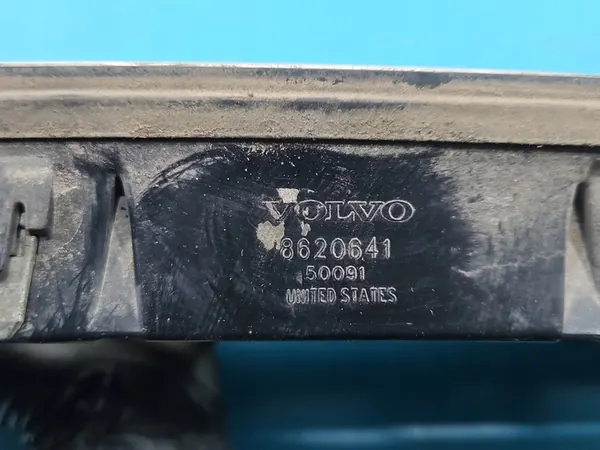 VOLVO
8620641
50091
UNITED STATES